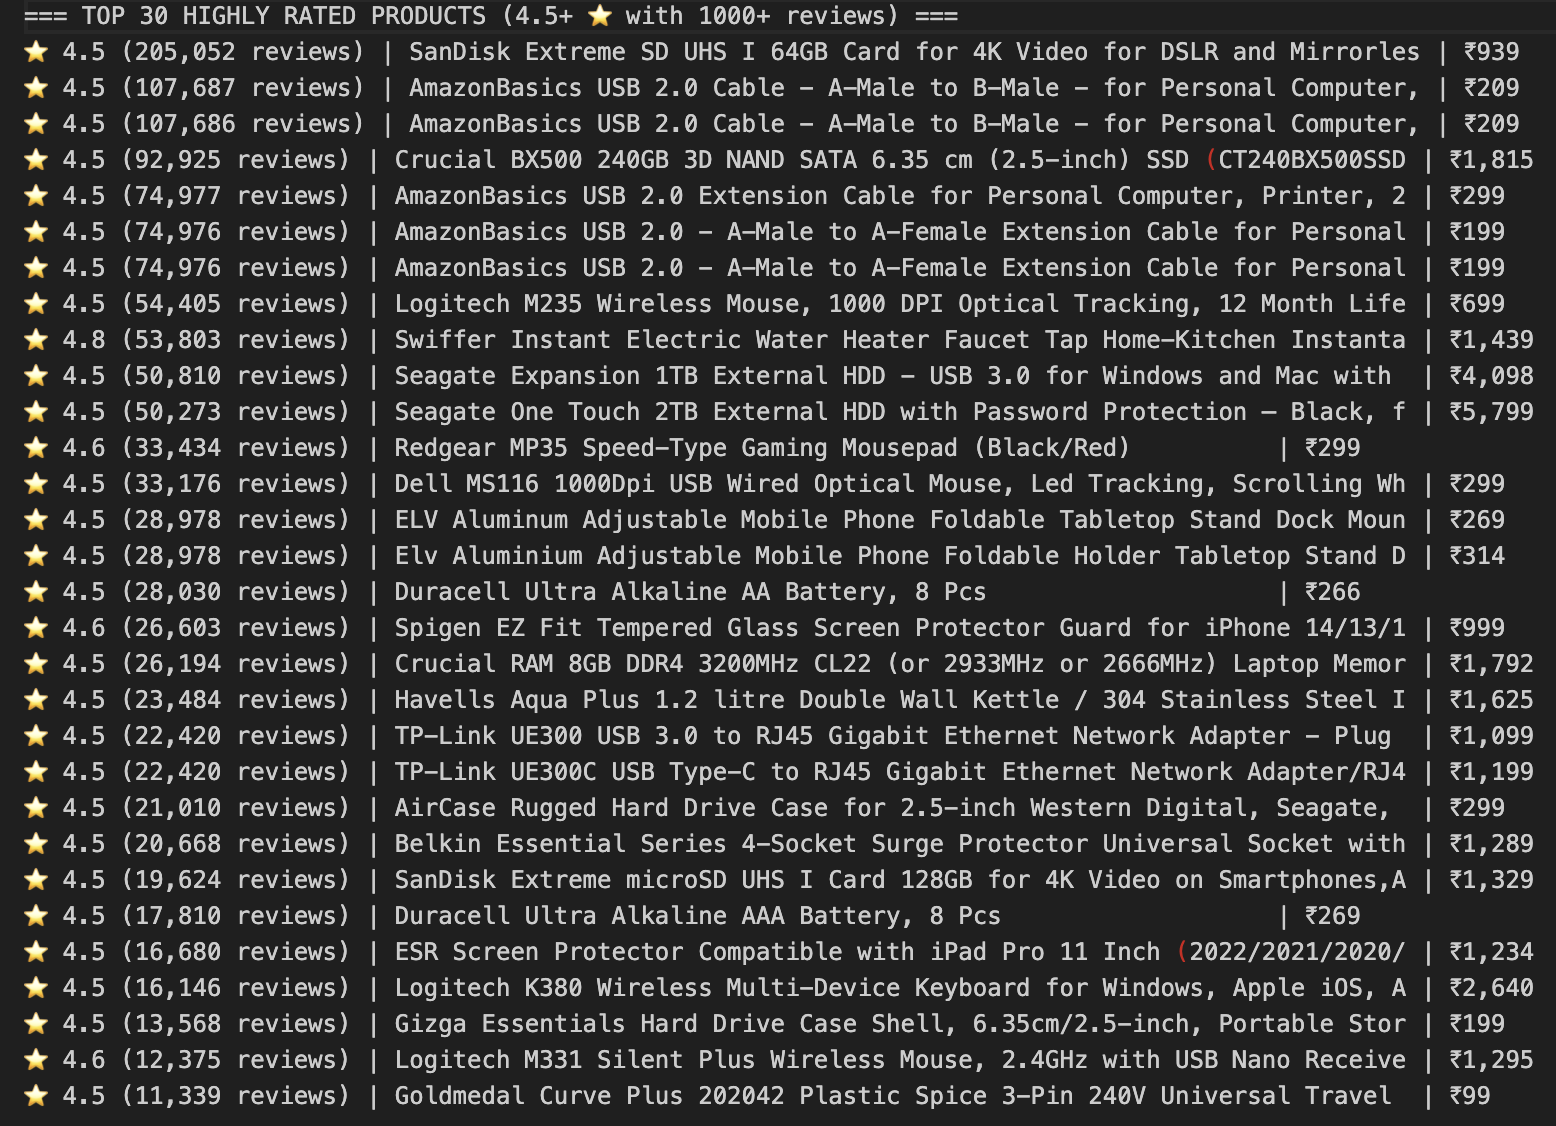 === TOP 30 HIGHLY RATED PRODUCTS (4.5+ ⭐ with 1000+ reviews) ===
⭐ 4.5 (205,052 reviews) | SanDisk Extreme SD UHS I 64GB Card for 4K Video for DSLR and Mirrorles | ₹939
⭐ 4.5 (107,687 reviews) | AmazonBasics USB 2.0 Cable - A-Male to B-Male - for Personal Computer, | ₹209
⭐ 4.5 (107,686 reviews) | AmazonBasics USB 2.0 Cable - A-Male to B-Male - for Personal Computer, | ₹209
⭐ 4.5 (92,925 reviews) | Crucial BX500 240GB 3D NAND SATA 6.35 cm (2.5-inch) SSD (CT240BX500SSD | ₹1,815
⭐ 4.5 (74,977 reviews) | AmazonBasics USB 2.0 Extension Cable for Personal Computer, Printer, 2 | ₹299
⭐ 4.5 (74,976 reviews) | AmazonBasics USB 2.0 - A-Male to A-Female Extension Cable for Personal | ₹199
⭐ 4.5 (74,976 reviews) | AmazonBasics USB 2.0 - A-Male to A-Female Extension Cable for Personal | ₹199
⭐ 4.5 (54,405 reviews) | Logitech M235 Wireless Mouse, 1000 DPI Optical Tracking, 12 Month Life | ₹699
⭐ 4.8 (53,803 reviews) | Swiffer Instant Electric Water Heater Faucet Tap Home-Kitchen Instanta | ₹1,439
⭐ 4.5 (50,810 reviews) | Seagate Expansion 1TB External HDD - USB 3.0 for Windows and Mac with  | ₹4,098
⭐ 4.5 (50,273 reviews) | Seagate One Touch 2TB External HDD with Password Protection – Black, f | ₹5,799
⭐ 4.6 (33,434 reviews) | Redgear MP35 Speed-Type Gaming Mousepad (Black/Red)          | ₹299
⭐ 4.5 (33,176 reviews) | Dell MS116 1000Dpi USB Wired Optical Mouse, Led Tracking, Scrolling Wh | ₹299
⭐ 4.5 (28,978 reviews) | ELV Aluminum Adjustable Mobile Phone Foldable Tabletop Stand Dock Moun | ₹269
⭐ 4.5 (28,978 reviews) | Elv Aluminium Adjustable Mobile Phone Foldable Holder Tabletop Stand D | ₹314
⭐ 4.5 (28,030 reviews) | Duracell Ultra Alkaline AA Battery, 8 Pcs                    | ₹266
⭐ 4.6 (26,603 reviews) | Spigen EZ Fit Tempered Glass Screen Protector Guard for iPhone 14/13/1 | ₹999
⭐ 4.5 (26,194 reviews) | Crucial RAM 8GB DDR4 3200MHz CL22 (or 2933MHz or 2666MHz) Laptop Memor | ₹1,792
⭐ 4.5 (23,484 reviews) | Havells Aqua Plus 1.2 litre Double Wall Kettle / 304 Stainless Steel I | ₹1,625
⭐ 4.5 (22,420 reviews) | TP-Link UE300 USB 3.0 to RJ45 Gigabit Ethernet Network Adapter - Plug  | ₹1,099
⭐ 4.5 (22,420 reviews) | TP-Link UE300C USB Type-C to RJ45 Gigabit Ethernet Network Adapter/RJ4 | ₹1,199
⭐ 4.5 (21,010 reviews) | AirCase Rugged Hard Drive Case for 2.5-inch Western Digital, Seagate,  | ₹299
⭐ 4.5 (20,668 reviews) | Belkin Essential Series 4-Socket Surge Protector Universal Socket with | ₹1,289
⭐ 4.5 (19,624 reviews) | SanDisk Extreme microSD UHS I Card 128GB for 4K Video on Smartphones,A | ₹1,329
⭐ 4.5 (17,810 reviews) | Duracell Ultra Alkaline AAA Battery, 8 Pcs                   | ₹269
⭐ 4.5 (16,680 reviews) | ESR Screen Protector Compatible with iPad Pro 11 Inch (2022/2021/2020/ | ₹1,234
⭐ 4.5 (16,146 reviews) | Logitech K380 Wireless Multi-Device Keyboard for Windows, Apple iOS, A | ₹2,640
⭐ 4.5 (13,568 reviews) | Gizga Essentials Hard Drive Case Shell, 6.35cm/2.5-inch, Portable Stor | ₹199
⭐ 4.6 (12,375 reviews) | Logitech M331 Silent Plus Wireless Mouse, 2.4GHz with USB Nano Receive | ₹1,295
⭐ 4.5 (11,339 reviews) | Goldmedal Curve Plus 202042 Plastic Spice 3-Pin 240V Universal Travel  | ₹99